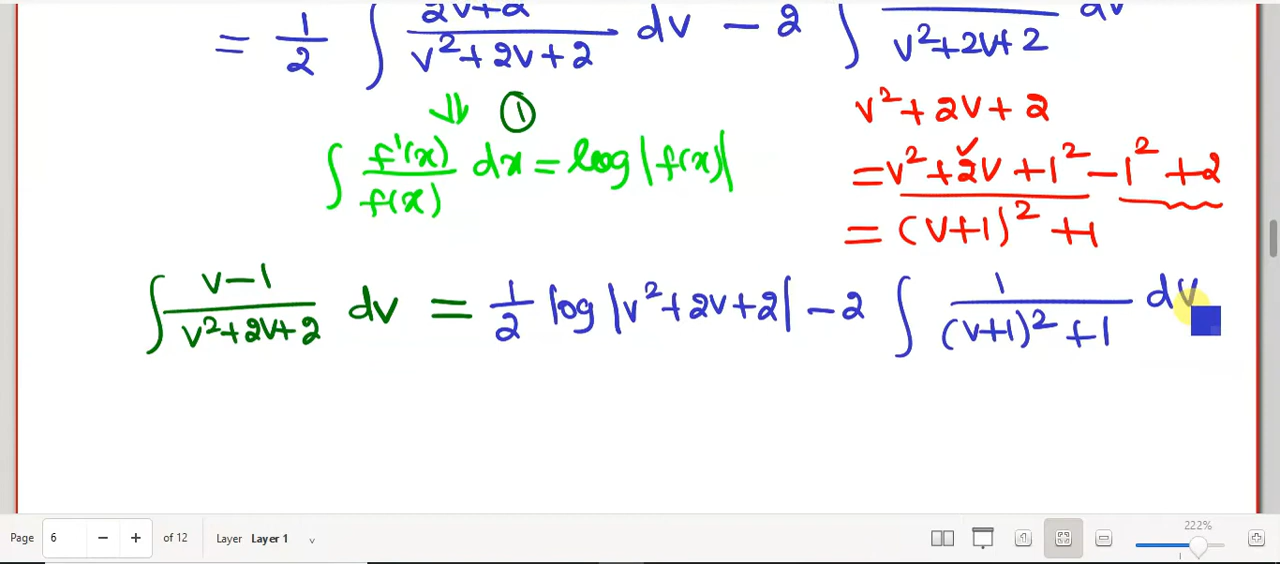 = 1/2 ∫ 2v+2 / v²+2v+2 dv − 2 ∫ / v²+2v+2 dv
⇓ ①
∫ f'(x)/f(x) dx = log|f(x)|
v²+2v+2
= v²+2v+1²−1²+2
= (v+1)²+1
∫ v−1 / v²+2v+2 dv = 1/2 log|v²+2v+2| − 2 ∫ 1 / (v+1)²+1 dv
Page 6 − + of 12 Layer Layer 1 222%